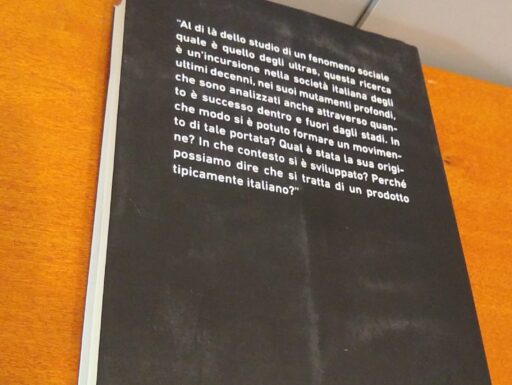 "Al di là dello studio di un fenomeno sociale
quale è quello degli ultras, questa ricerca
è un'incursione nella società italiana degli
ultimi decenni, nei suoi mutamenti profondi,
che sono analizzati anche attraverso quan-
to è successo dentro e fuori dagli stadi. In
che modo si è potuto formare un movimen-
to di tale portata? Qual è stata la sua origi-
ne? In che contesto si è sviluppato? Perché
possiamo dire che si tratta di un prodotto
tipicamente italiano?"